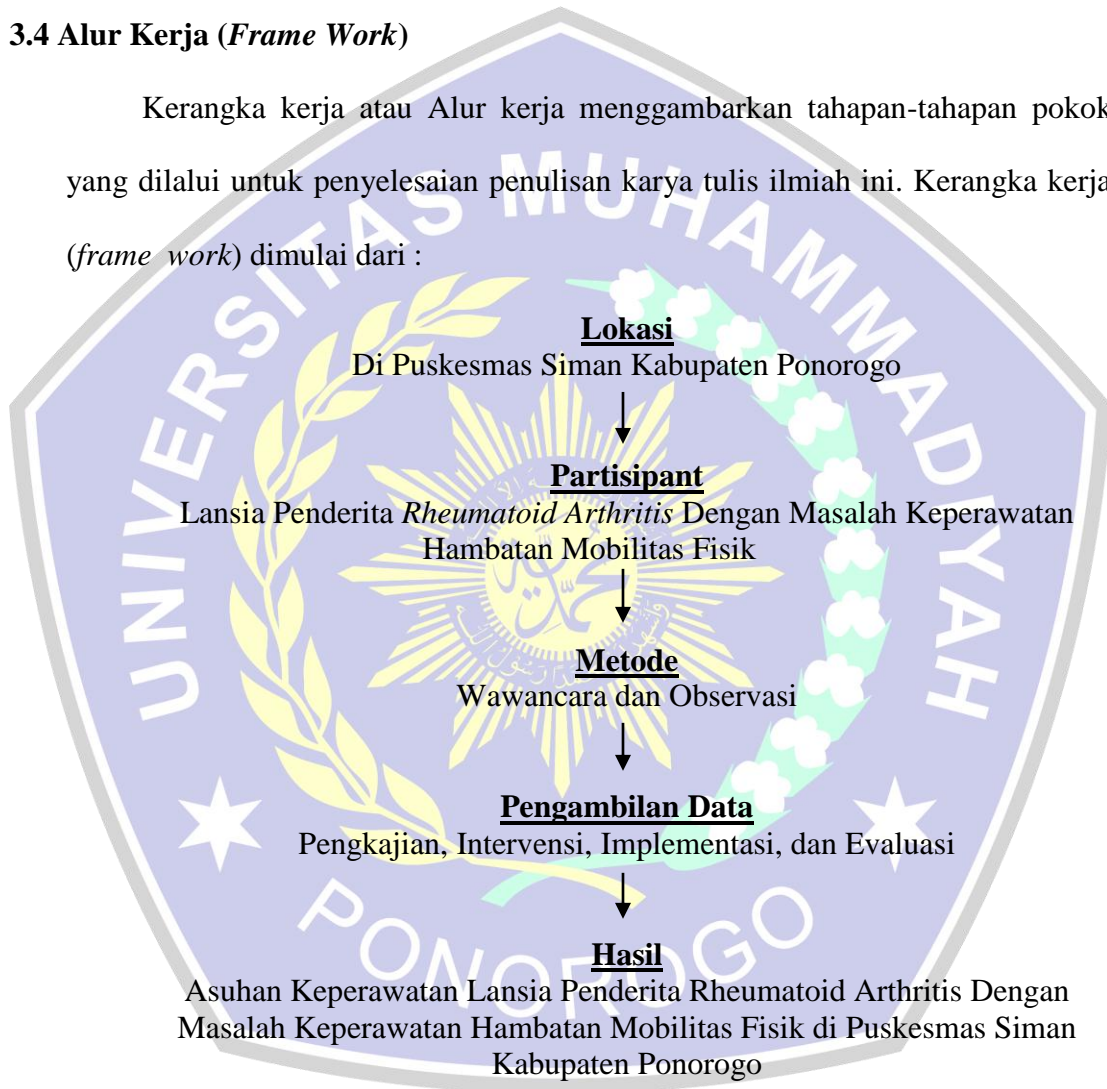 3.4 Alur Kerja (Frame Work)
Kerangka kerja atau Alur kerja menggambarkan tahapan-tahapan pokok
yang dilalui untuk penyelesaian penulisan karya tulis ilmiah ini. Kerangka kerja
(frame work) dimulai dari :
Lokasi
Di Puskesmas Siman Kabupaten Ponorogo
Partisipant
Lansia Penderita Rheumatoid Arthritis Dengan Masalah Keperawatan
Hambatan Mobilitas Fisik
Metode
Wawancara dan Observasi
Pengambilan Data
Pengkajian, Intervensi, Implementasi, dan Evaluasi
Hasil
Asuhan Keperawatan Lansia Penderita Rheumatoid Arthritis Dengan
Masalah Keperawatan Hambatan Mobilitas Fisik di Puskesmas Siman
Kabupaten Ponorogo
UNIVERSITAS MUHAMMADIYAH
PONOROGO
محمدية